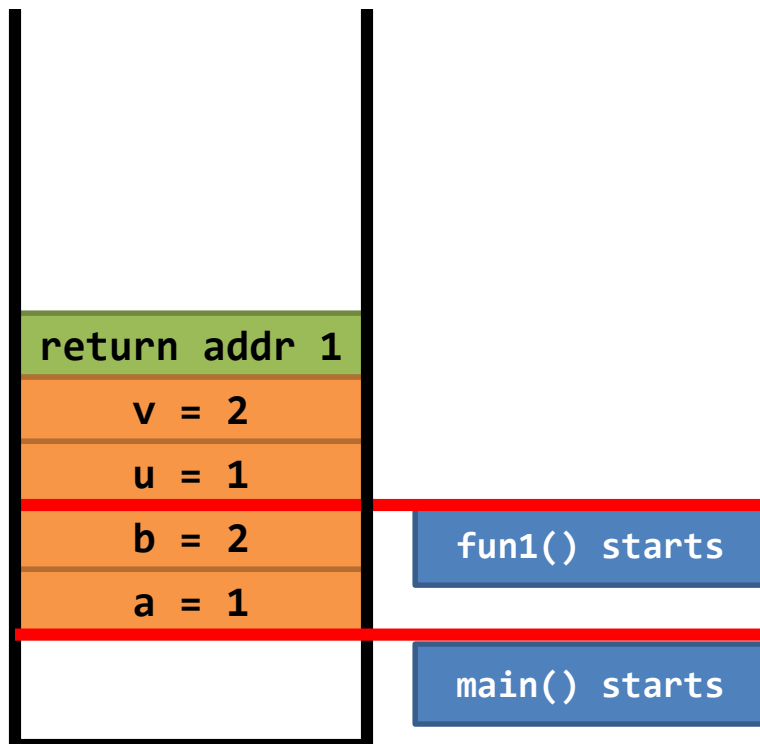 return addr 1
v = 2
u = 1
b = 2
fun1() starts
a = 1
main() starts